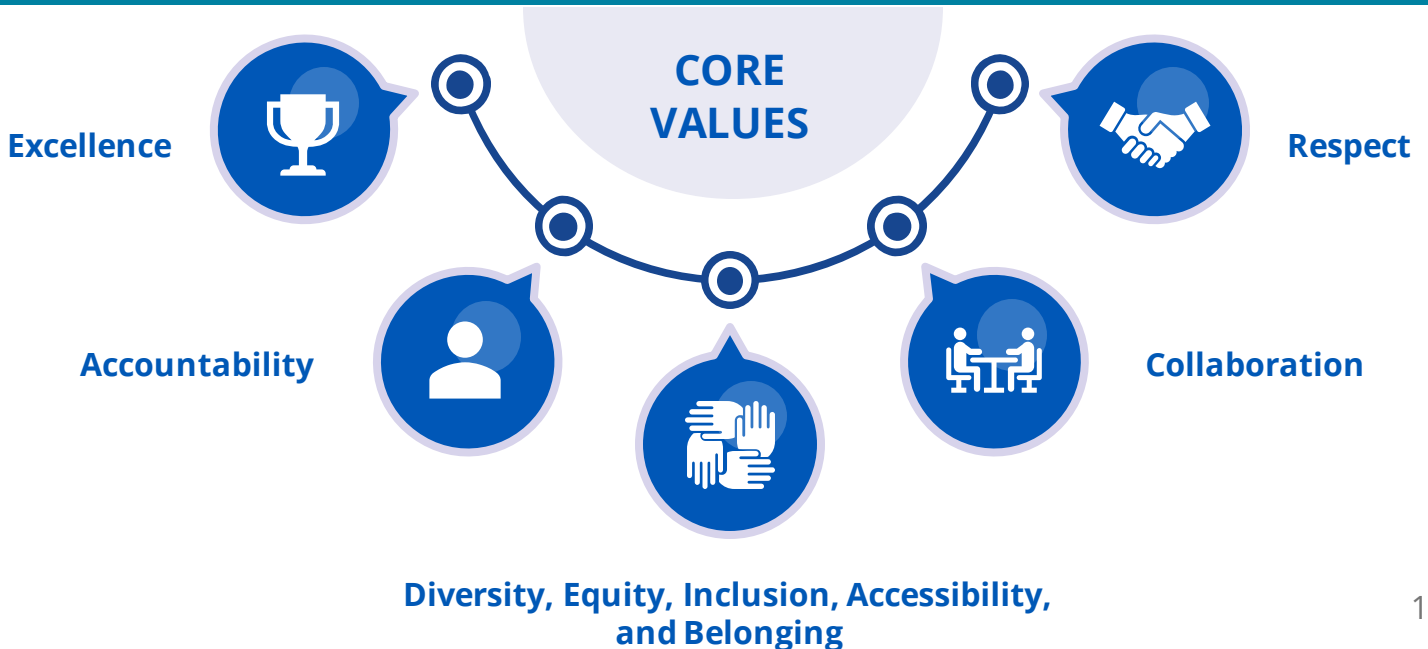 CORE
VALUES
Excellence
Respect
Accountability
Collaboration
Diversity, Equity, Inclusion, Accessibility,
and Belonging
1